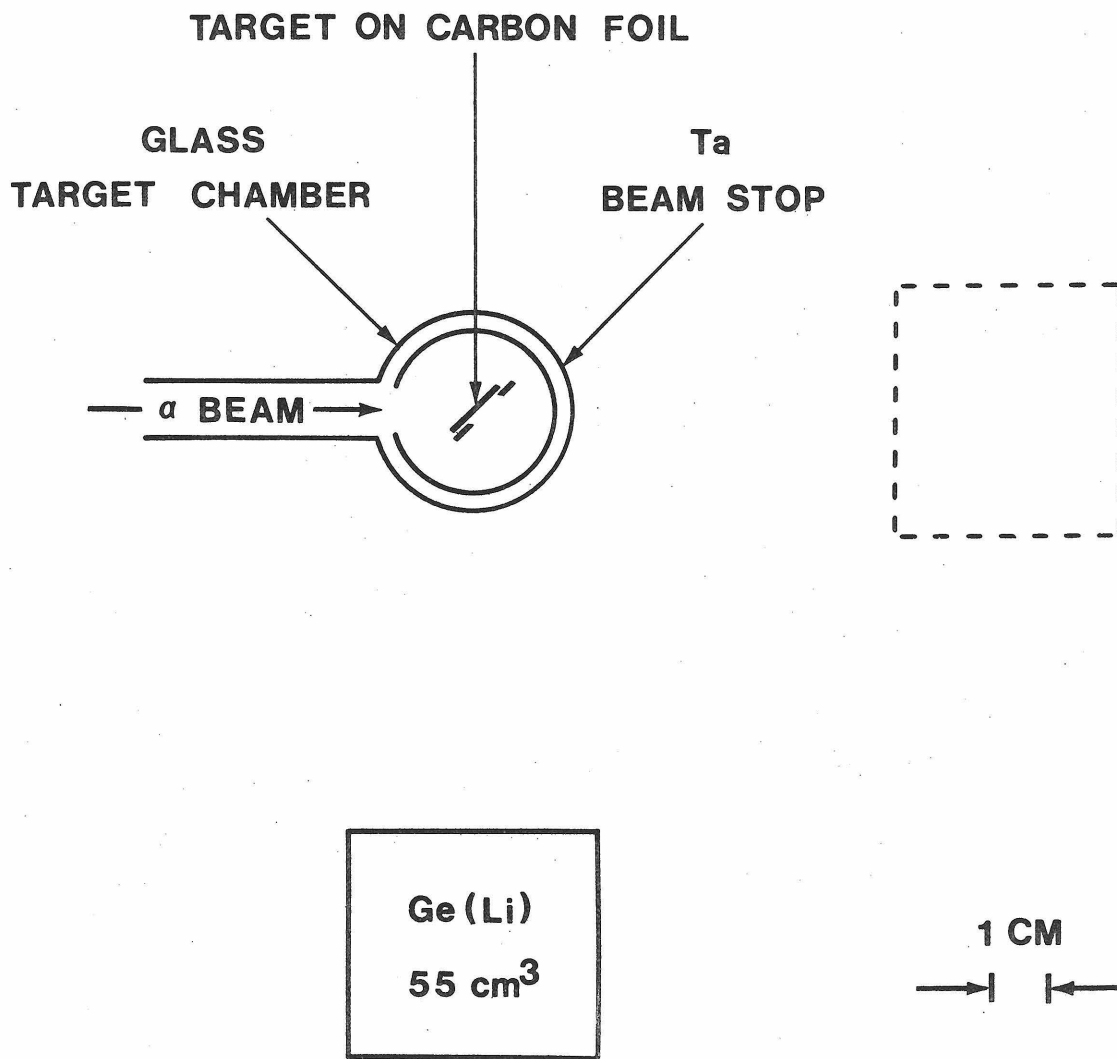 TARGET ON CARBON FOIL
GLASS
TARGET CHAMBER
Ta
BEAM STOP
α BEAM
Ge(Li)
55 cm³
1 CM